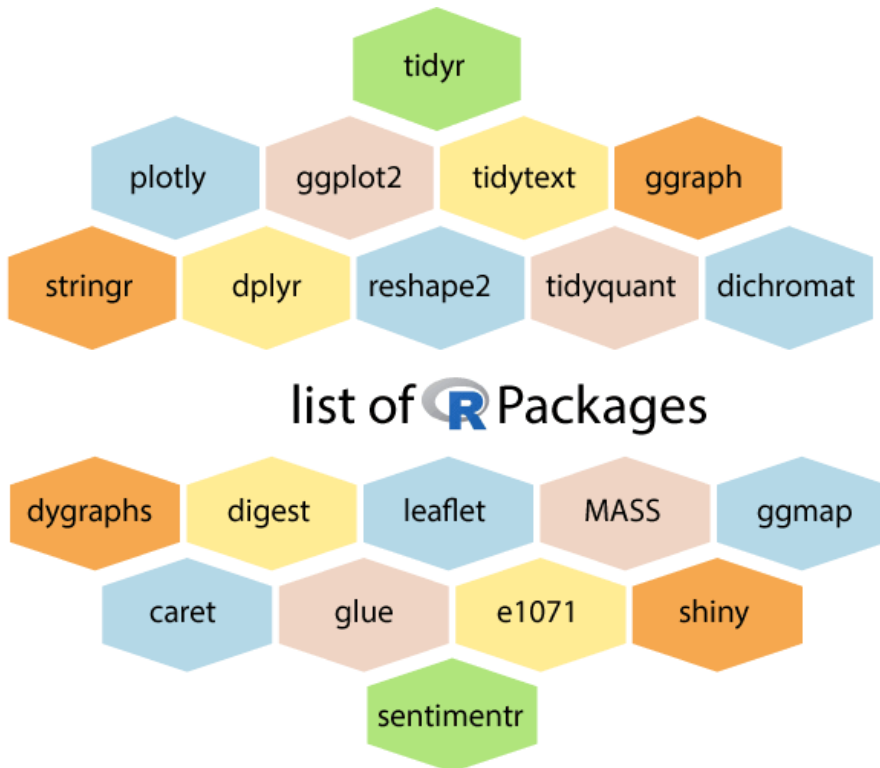 tidyr
plotly ggplot2 tidytext ggraph
stringr dplyr reshape2 tidyquant dichromat
list of R Packages
dygraphs digest leaflet MASS ggmap
caret glue e1071 shiny
sentimentr